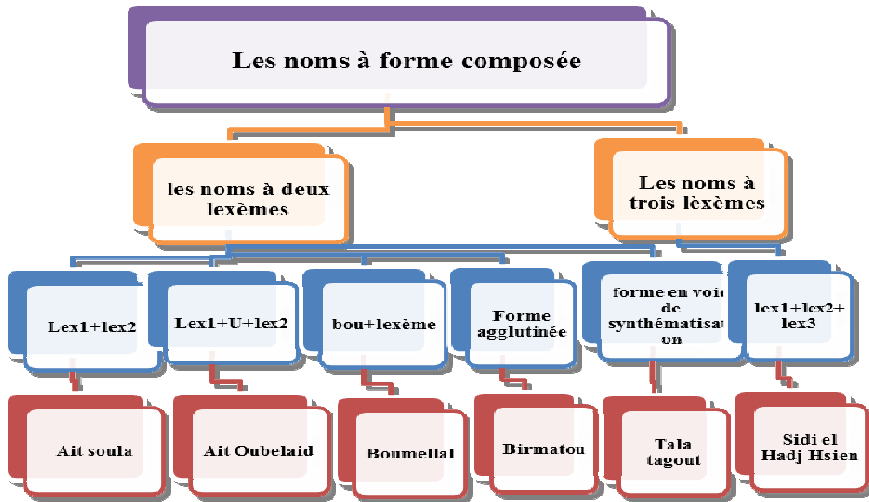 Les noms à forme composée
les noms à deux
lexèmes
Les noms à
trois lèxèmes
Lex1+lex2
Lex1+U+lex2
bou+lexème
Forme
agglutinée
forme en voie
de
synthématisati
on
lex1+lex2+
lex3
Ait soula
Ait Oubelaid
Boumellal
Birmatou
Tala
tagout
Sidi el
Hadj Hsien